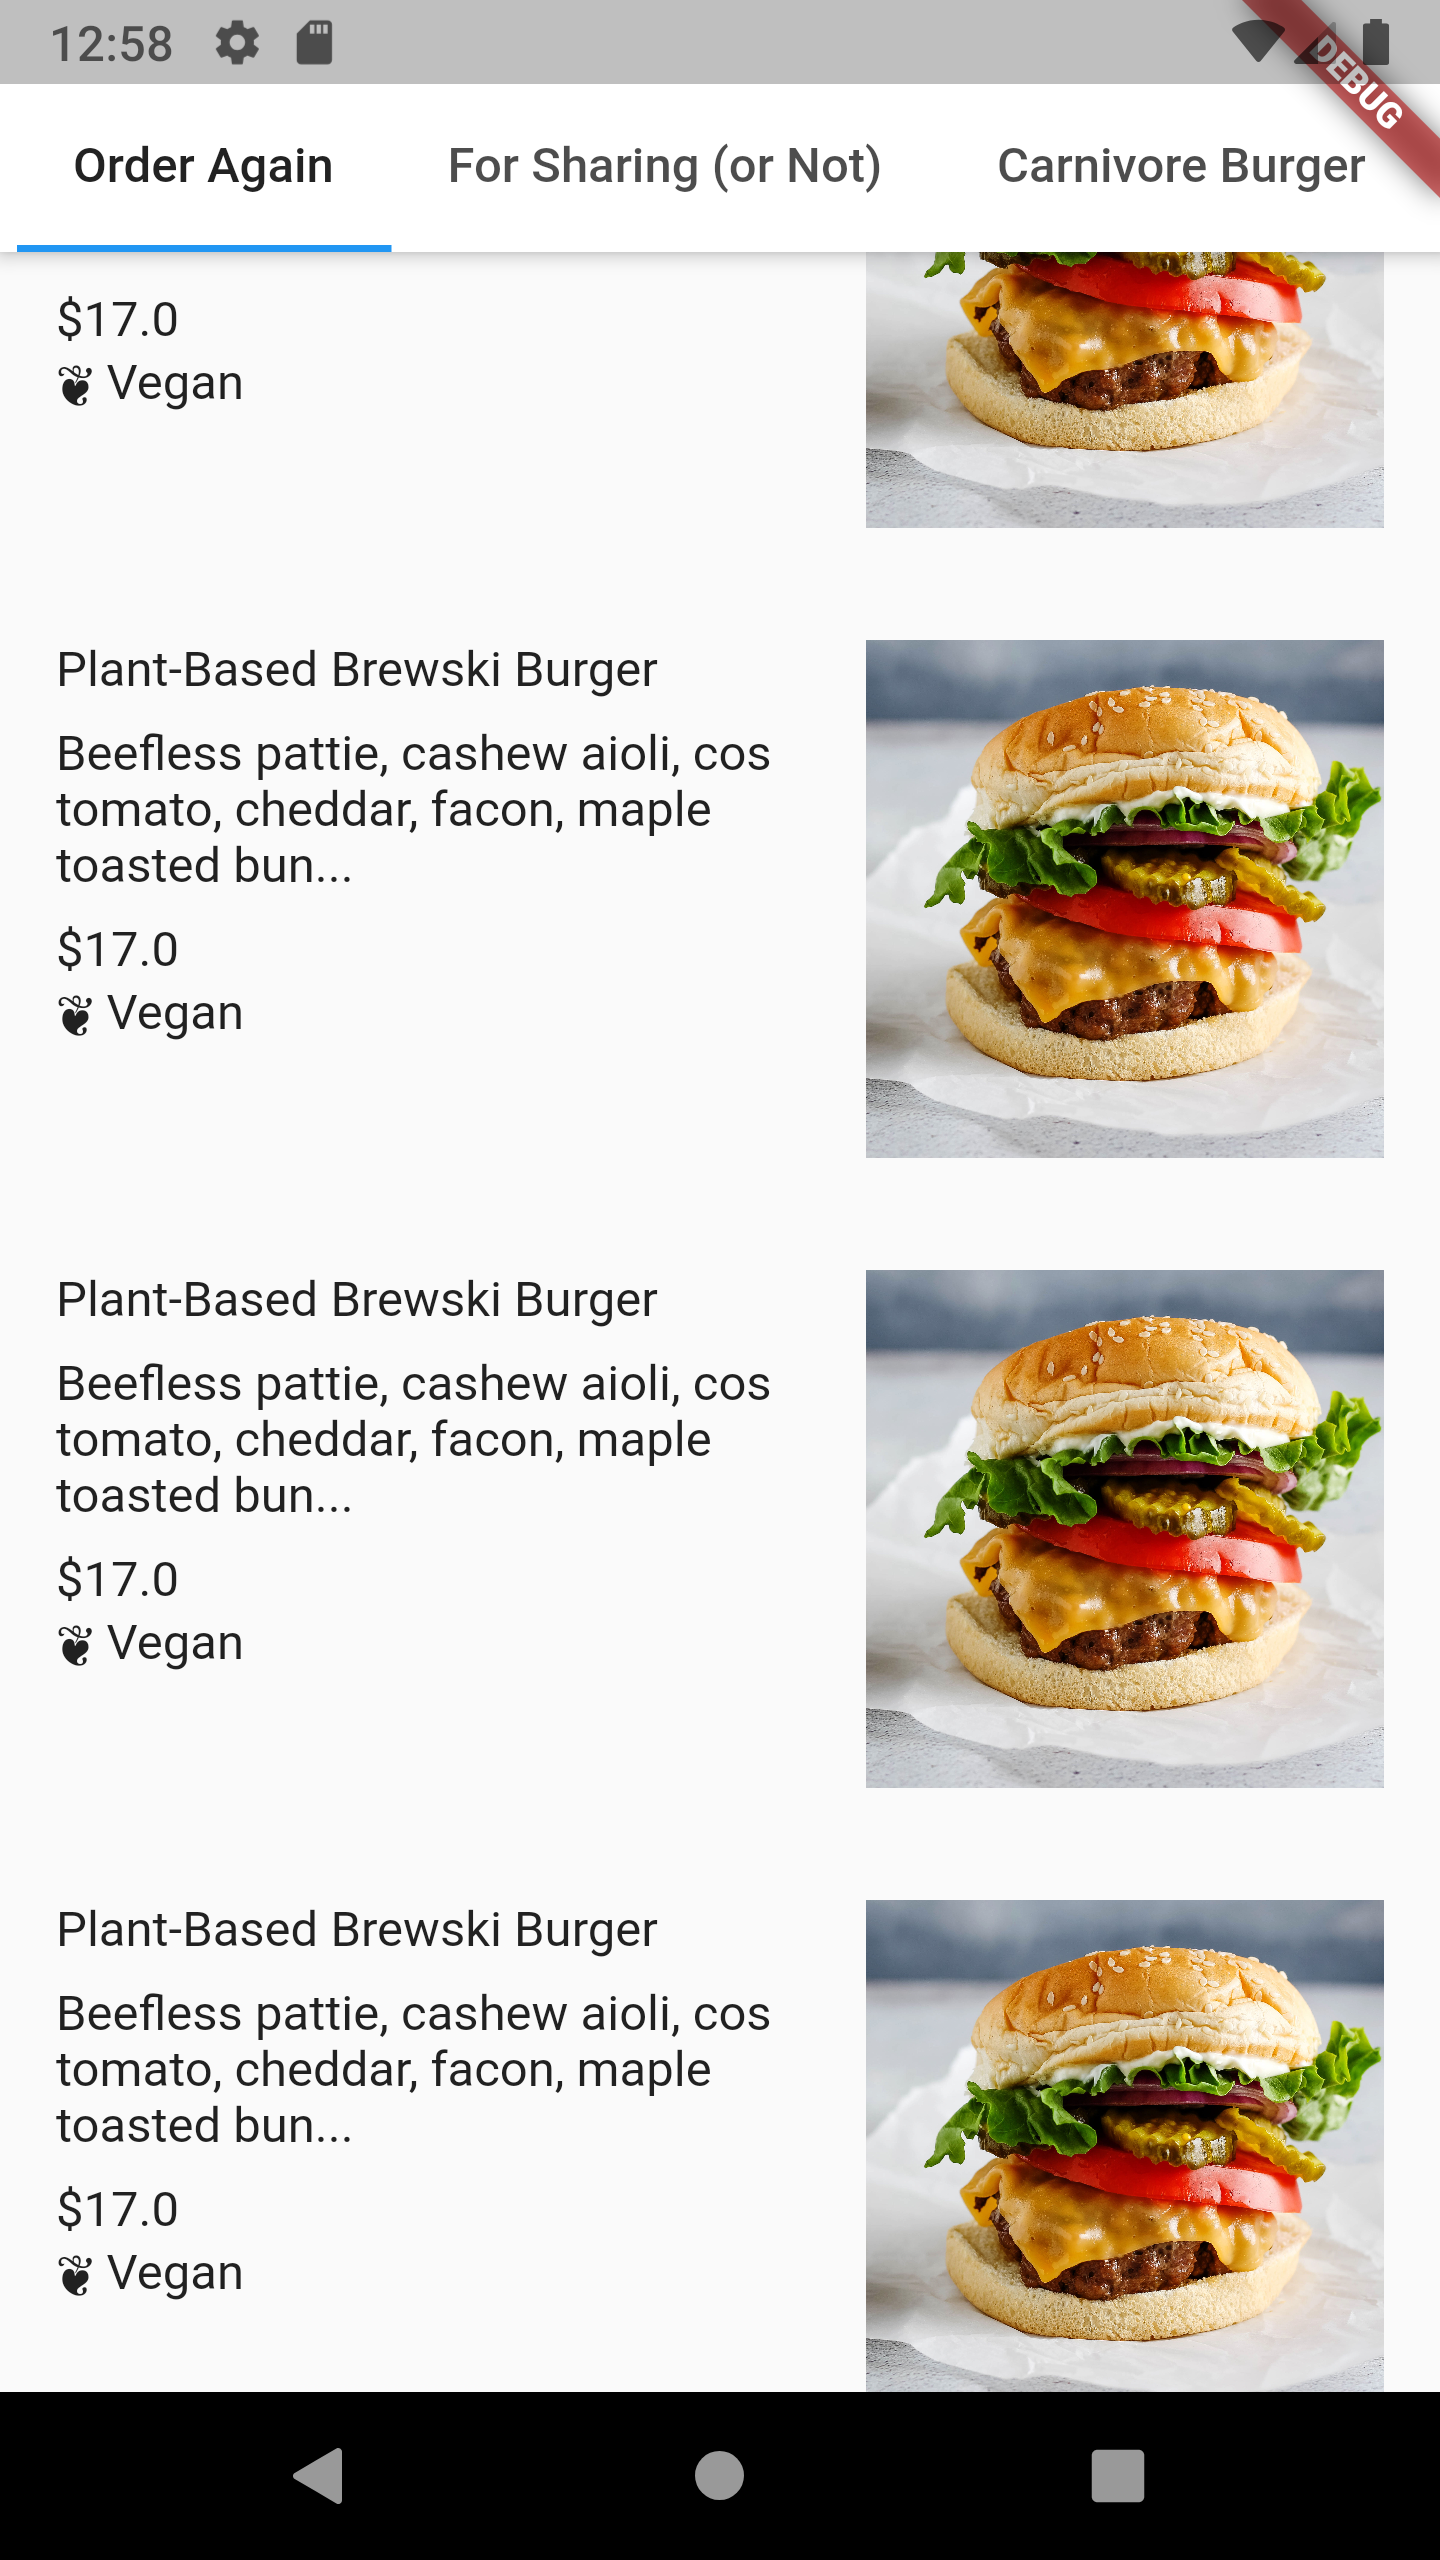 12:58
DEBUG
Order Again For Sharing (or Not) Carnivore Burger
$17.0
❦ Vegan
Plant-Based Brewski Burger
Beefless pattie, cashew aioli, cos
tomato, cheddar, facon, maple
toasted bun...
$17.0
❦ Vegan
Plant-Based Brewski Burger
Beefless pattie, cashew aioli, cos
tomato, cheddar, facon, maple
toasted bun...
$17.0
❦ Vegan
Plant-Based Brewski Burger
Beefless pattie, cashew aioli, cos
tomato, cheddar, facon, maple
toasted bun...
$17.0
❦ Vegan